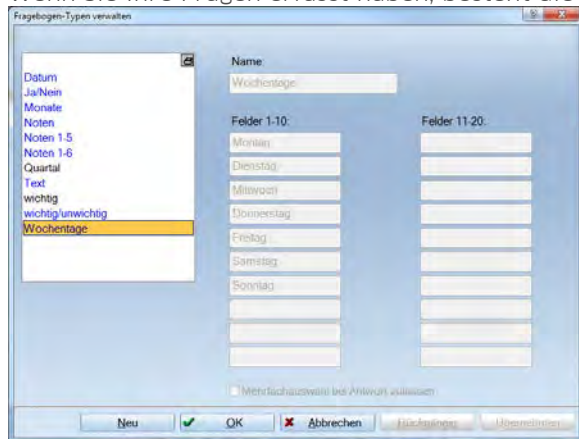 Wenn Sie Ihre Fragen erfasst haben, besteht die
Fragebogen-Typen verwalten
Datum
Ja/Nein
Monate
Noten
Noten 1-5
Noten 1-6
Quartal
Text
wichtig
wichtig/unwichtig
Wochentage
Name:
Wochentage
Felder 1-10:
Montag
Dienstag
Mittwoch
Donnerstag
Freitag
Samstag
Sonntag
Felder 11-20:
Mehrfachauswahl bei Antwort zulassen
Neu
OK
Abbrechen
Rückgängig
Übernehmen